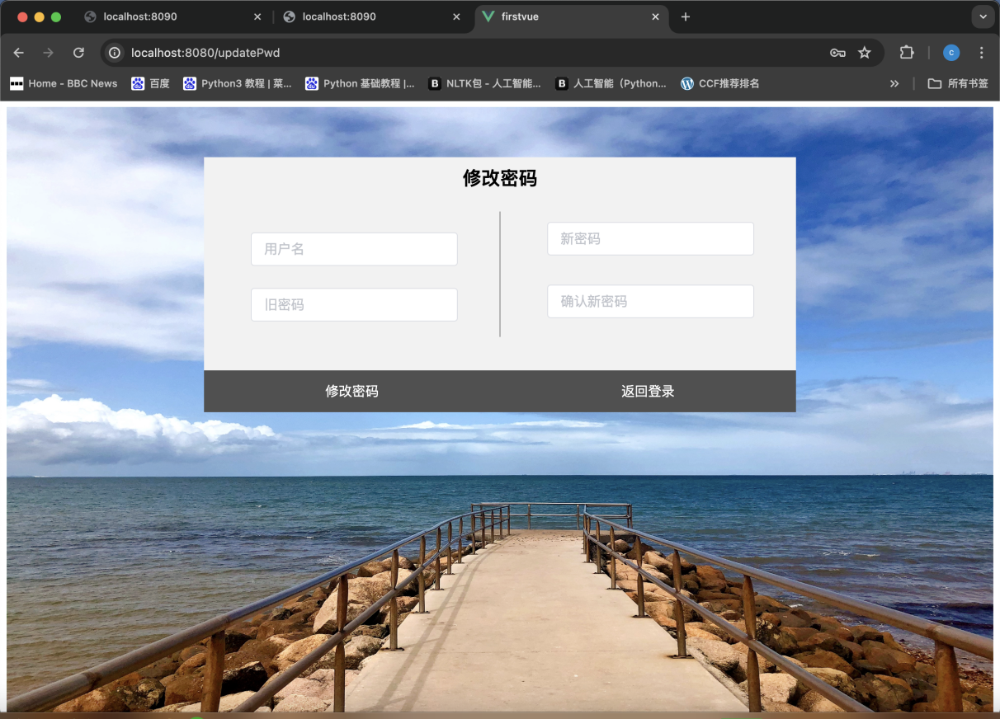 localhost:8090
localhost:8090
firstvue
localhost:8080/updatePwd
Home - BBC News 百度 Python3 教程 | 菜... Python 基础教程 |... NLTK包 - 人工智能... 人工智能（Python... CCF推荐排名 所有书签
修改密码
用户名
旧密码
新密码
确认新密码
修改密码 返回登录